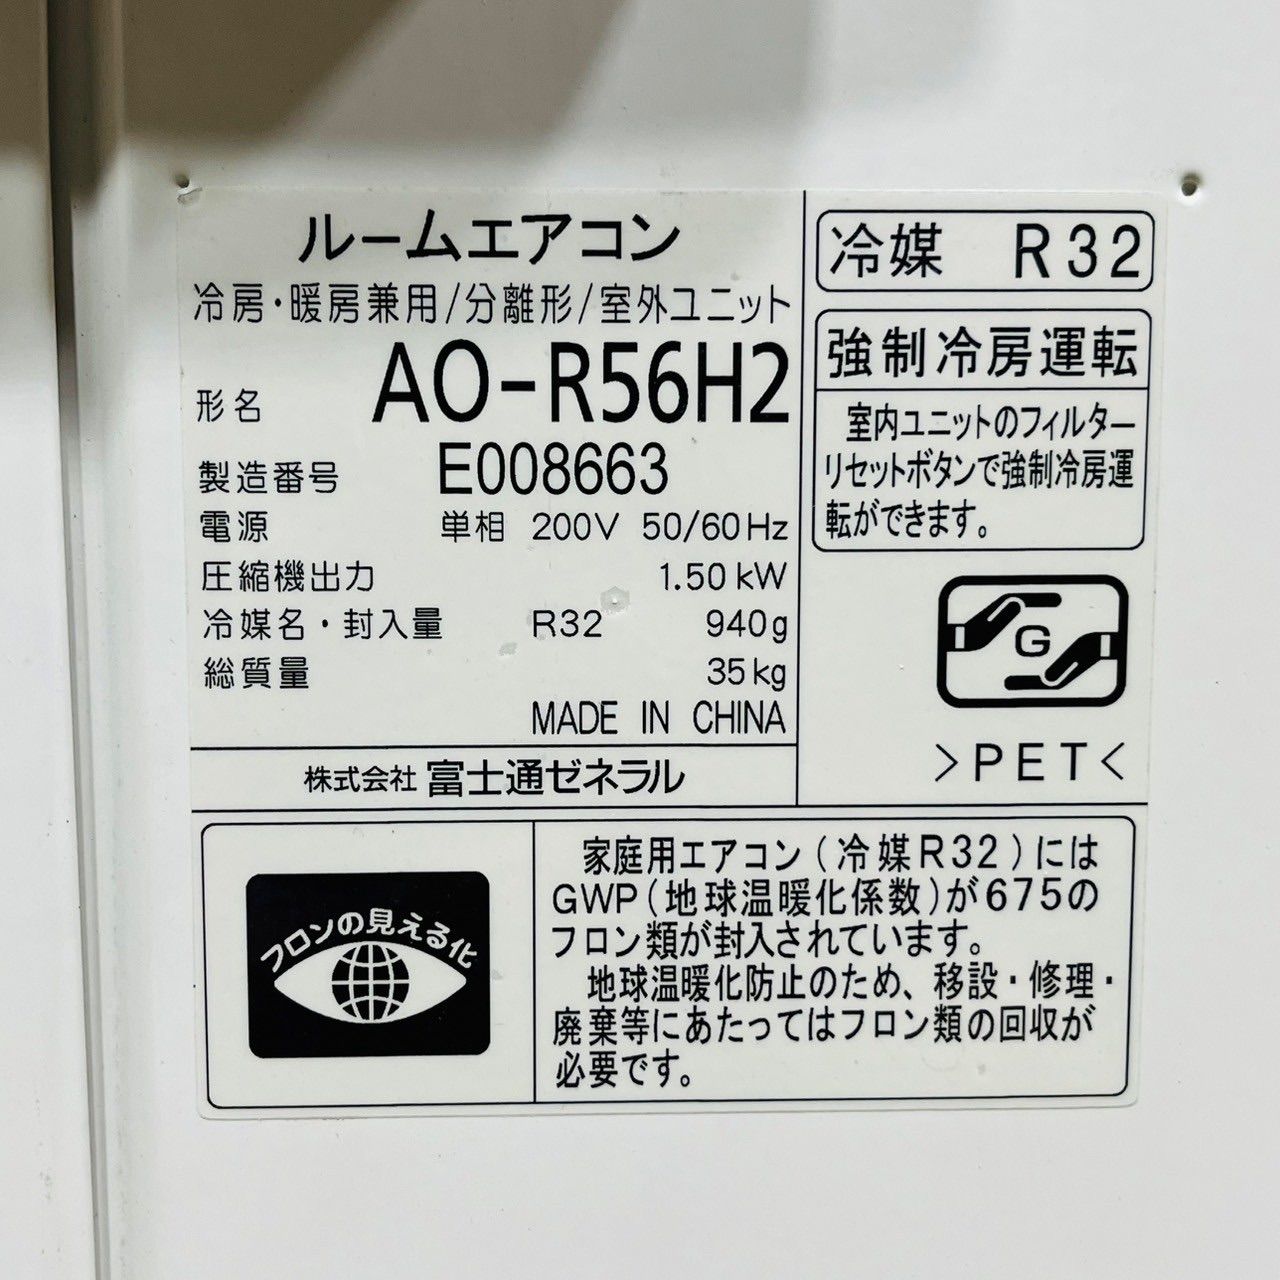 ルームエアコン
冷房・暖房兼用/分離形/室外ユニット
形名 AO-R56H2
製造番号 E008663
電源 単相 200V 50/60Hz
圧縮機出力 1.50kW
冷媒名・封入量 R32 940g
総質量 35kg
MADE IN CHINA
株式会社 富士通ゼネラル
冷媒 R32
強制冷房運転
室内ユニットのフィルター
リセットボタンで強制冷房運
転ができます。
G
>PET<
フロンの見える化
家庭用エアコン(冷媒R32)には
GWP(地球温暖化係数)が675の
フロン類が封入されています。
地球温暖化防止のため、移設・修理・
廃棄等にあたってはフロン類の回収が
必要です。